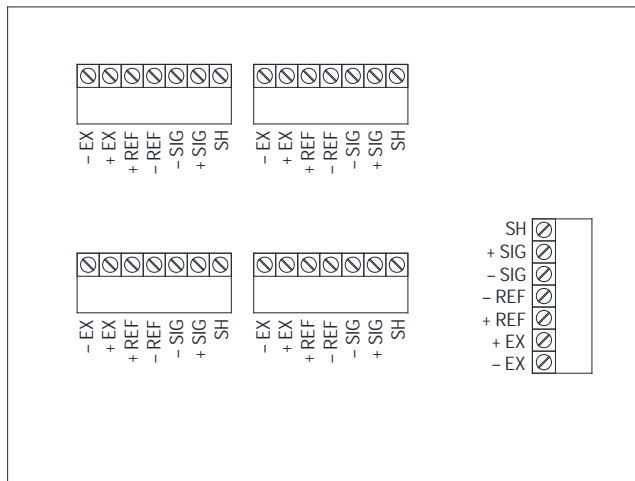 – EX
+ EX
+ REF
– REF
– SIG
+ SIG
SH
– EX
+ EX
+ REF
– REF
– SIG
+ SIG
SH
SH
+ SIG
– SIG
– REF
+ REF
+ EX
– EX
– EX
+ EX
+ REF
– REF
– SIG
+ SIG
SH
– EX
+ EX
+ REF
– REF
– SIG
+ SIG
SH